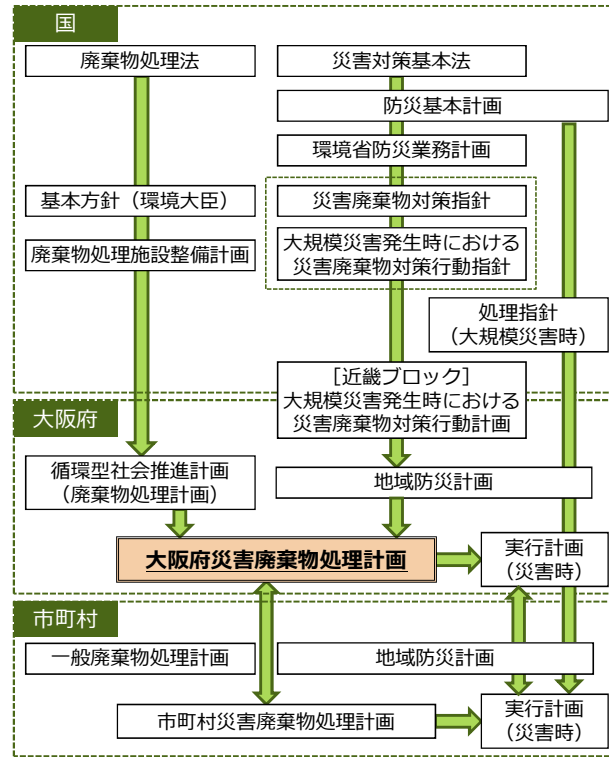 国
廃棄物処理法
災害対策基本法
防災基本計画
環境省防災業務計画
基本方針（環境大臣）
災害廃棄物対策指針
廃棄物処理施設整備計画
大規模災害発生時における
災害廃棄物対策行動指針
処理指針
（大規模災害時）
［近畿ブロック］
大規模災害発生時における
災害廃棄物対策行動計画
大阪府
循環型社会推進計画
（廃棄物処理計画）
地域防災計画
大阪府災害廃棄物処理計画
実行計画
（災害時）
市町村
一般廃棄物処理計画
地域防災計画
市町村災害廃棄物処理計画
実行計画
（災害時）